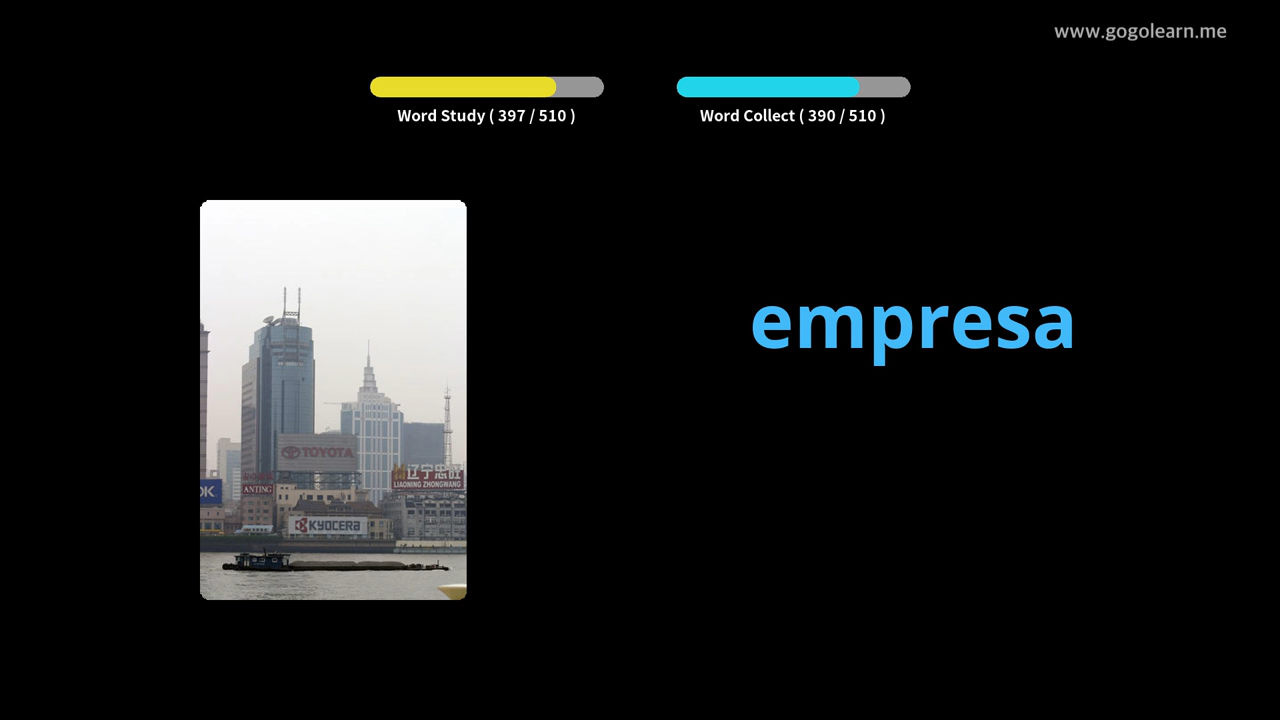 www.gogolearn.me
Word Study ( 397 / 510 )
Word Collect ( 390 / 510 )
empresa
TOYOTA
辽宁忠旺
LIAONING ZHONGWANG
ANTING
KYOCERA